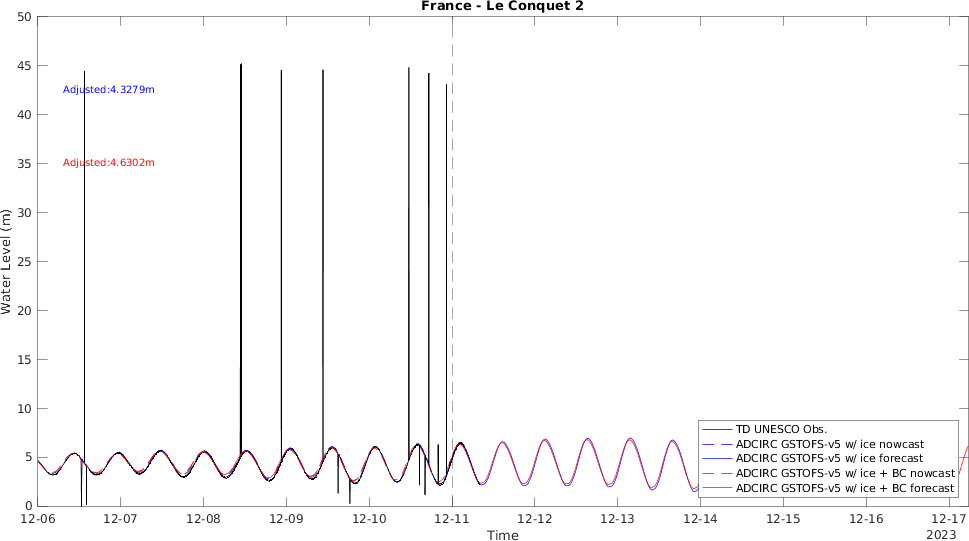 France - Le Conquet 2
50
45
40
35
30
25
20
15
10
5
0
Water Level (m)
Adjusted:4.3279m
Adjusted:4.6302m
TD UNESCO Obs.
ADCIRC GSTOFS-v5 w/ ice nowcast
ADCIRC GSTOFS-v5 w/ ice forecast
ADCIRC GSTOFS-v5 w/ ice + BC nowcast
ADCIRC GSTOFS-v5 w/ ice + BC forecast
12-06 12-07 12-08 12-09 12-10 12-11 12-12 12-13 12-14 12-15 12-16 12-17
Time
2023